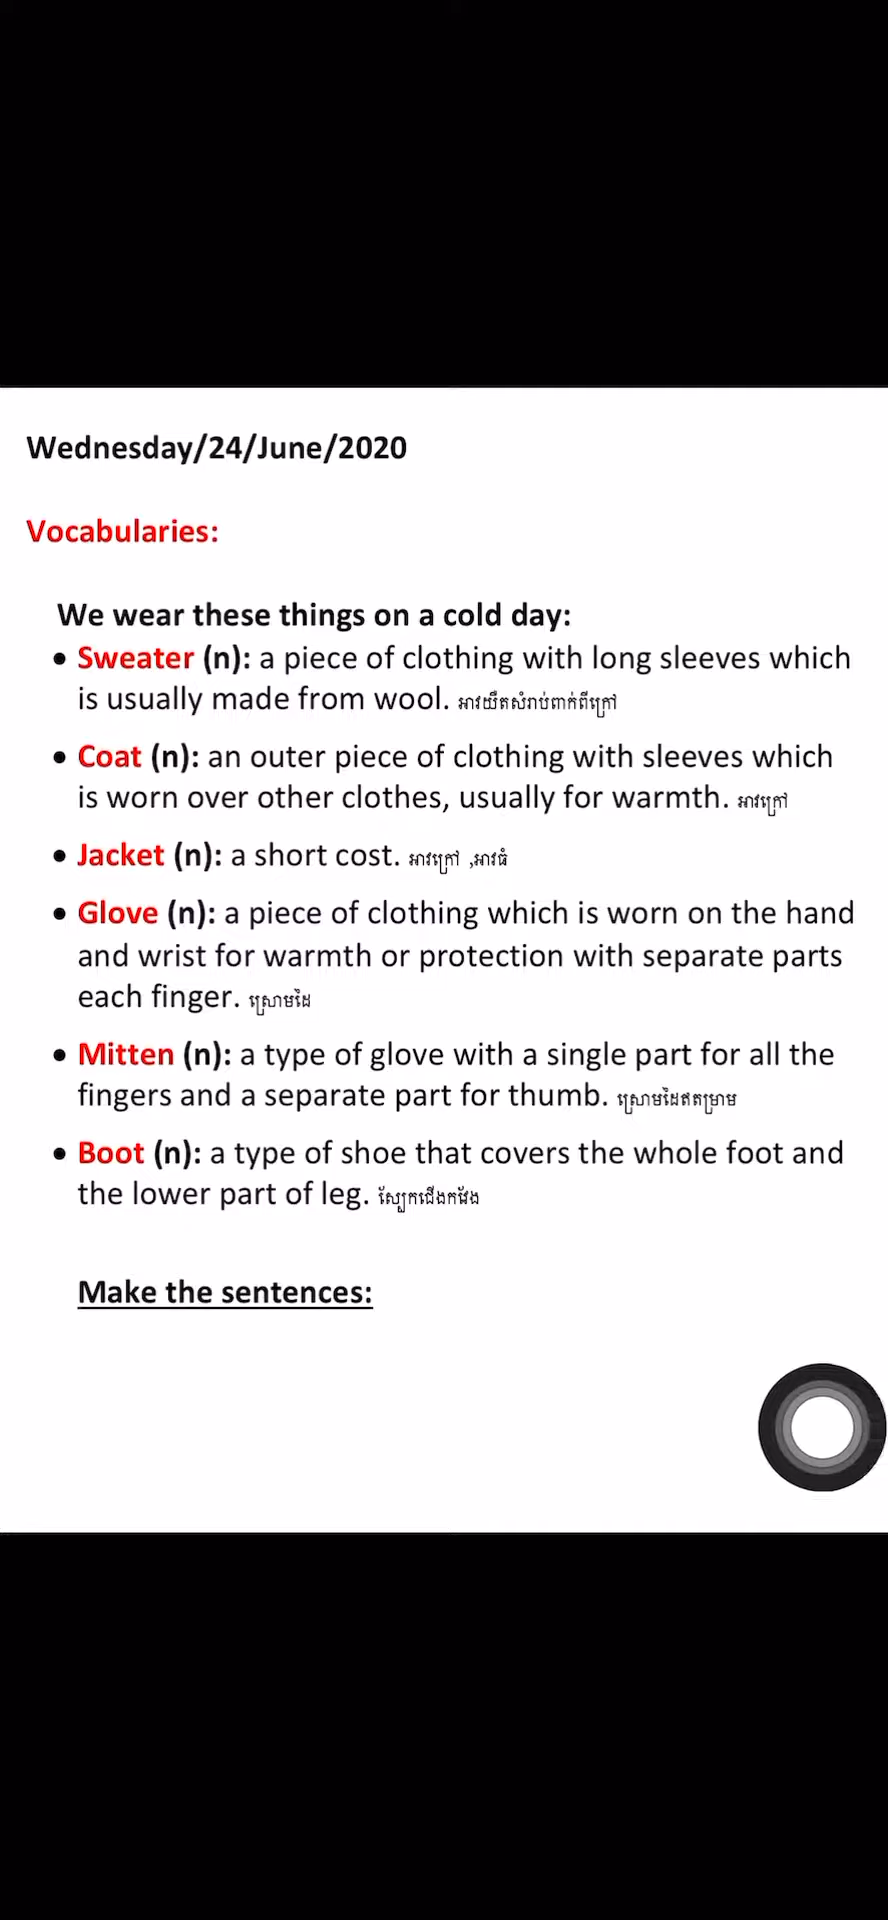 Wednesday/24/June/2020
Vocabularies:
We wear these things on a cold day:
• Sweater (n): a piece of clothing with long sleeves which
is usually made from wool. អាវយឺតសំរាប់ពាក់ពីក្រៅ
• Coat (n): an outer piece of clothing with sleeves which
is worn over other clothes, usually for warmth. អាវក្រៅ
• Jacket (n): a short cost. អាវក្រៅ ,អាវធំ
• Glove (n): a piece of clothing which is worn on the hand
and wrist for warmth or protection with separate parts
each finger. ស្រោមដៃ
• Mitten (n): a type of glove with a single part for all the
fingers and a separate part for thumb. ស្រោមដៃឥតម្រាម
• Boot (n): a type of shoe that covers the whole foot and
the lower part of leg. ស្បែកជើងកវែង
Make the sentences: